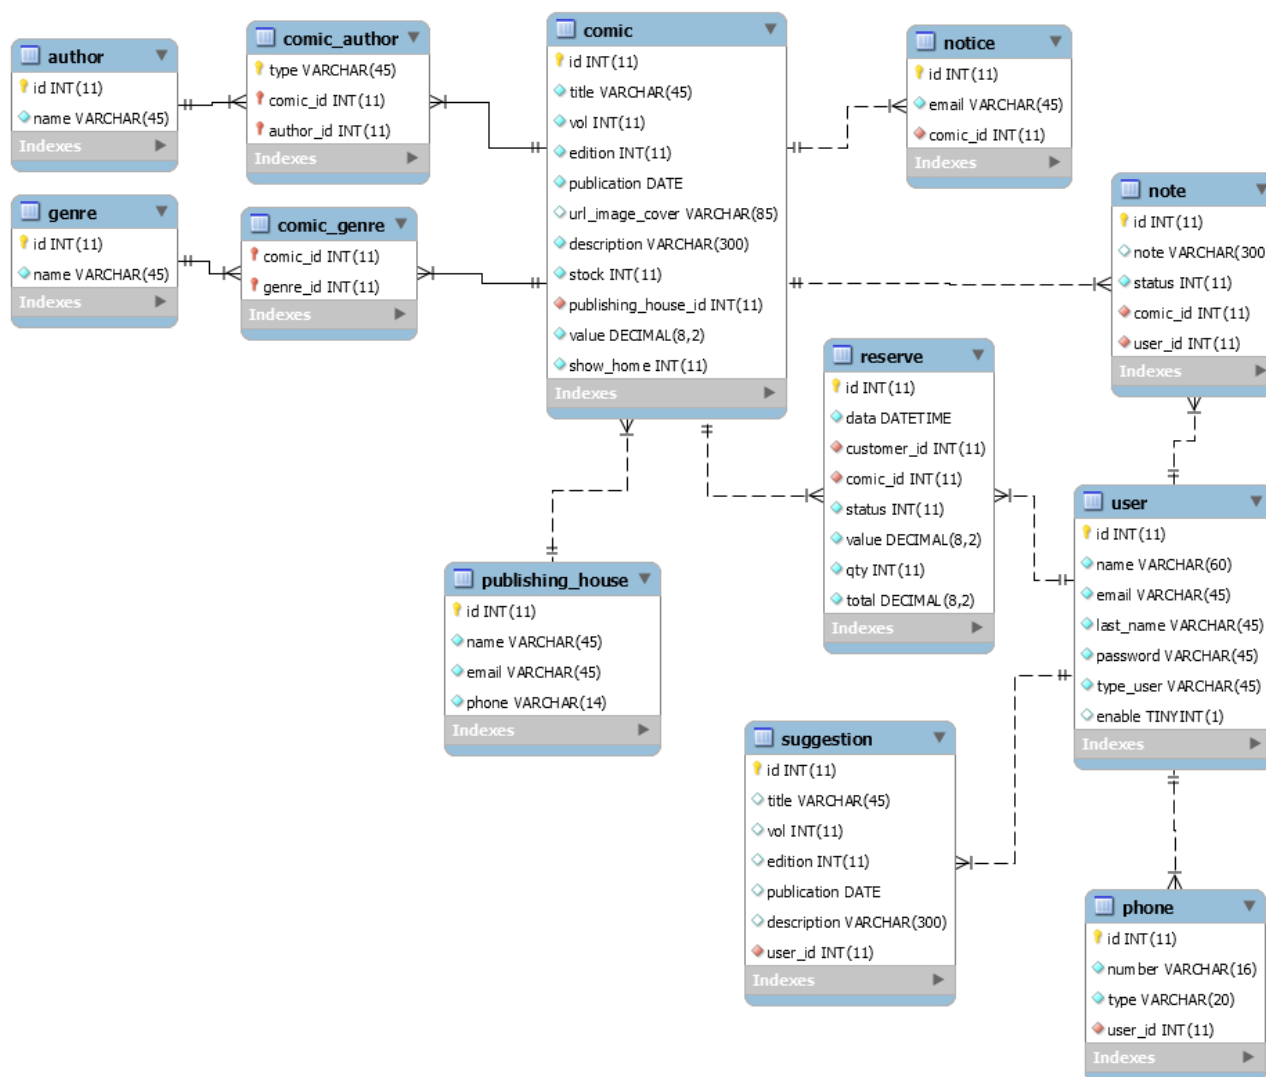 author
id INT(11)
name VARCHAR(45)
Indexes
comic_author
type VARCHAR(45)
comic_id INT(11)
author_id INT(11)
Indexes
genre
id INT(11)
name VARCHAR(45)
Indexes
comic_genre
comic_id INT(11)
genre_id INT(11)
Indexes
comic
id INT(11)
title VARCHAR(45)
vol INT(11)
edition INT(11)
publication DATE
url_image_cover VARCHAR(85)
description VARCHAR(300)
stock INT(11)
publishing_house_id INT(11)
value DECIMAL(8,2)
show_home INT(11)
Indexes
notice
id INT(11)
email VARCHAR(45)
comic_id INT(11)
Indexes
note
id INT(11)
note VARCHAR(300
status INT(11)
comic_id INT(11)
user_id INT(11)
Indexes
reserve
id INT(11)
data DATETIME
customer_id INT(11)
comic_id INT(11)
status INT(11)
value DECIMAL(8,2)
qty INT(11)
total DECIMAL(8,2)
Indexes
publishing_house
id INT(11)
name VARCHAR(45)
email VARCHAR(45)
phone VARCHAR(14)
Indexes
user
id INT(11)
name VARCHAR(60)
email VARCHAR(45)
last_name VARCHAR(45)
password VARCHAR(45)
type_user VARCHAR(45)
enable TINYINT(1)
Indexes
suggestion
id INT(11)
title VARCHAR(45)
vol INT(11)
edition INT(11)
publication DATE
description VARCHAR(300)
user_id INT(11)
Indexes
phone
id INT(11)
number VARCHAR(16)
type VARCHAR(20)
user_id INT(11)
Indexes